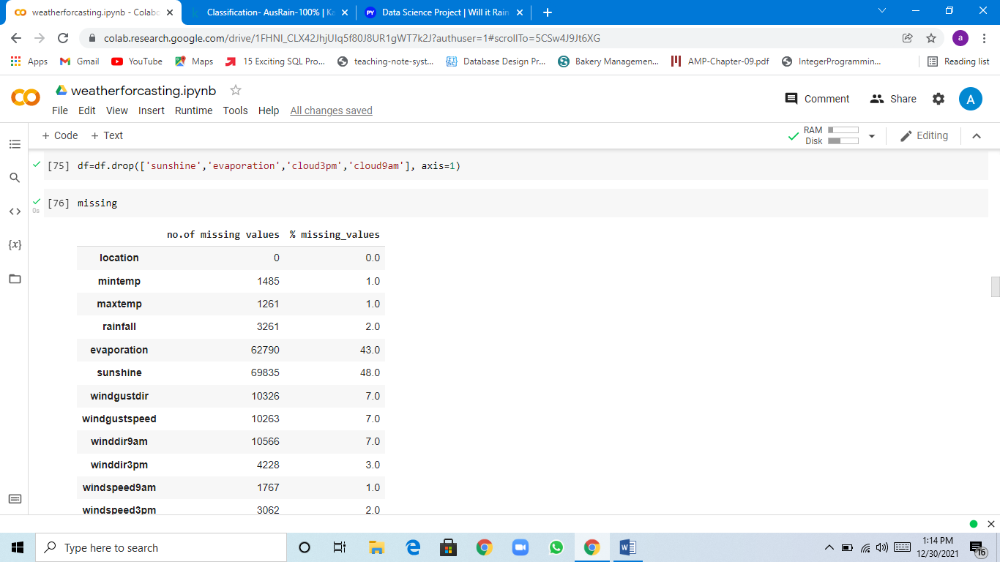 weatherforcasting.ipynb - Colabo
Classification- AusRain-100% | Ka
PY Data Science Project | Will it Rain
colab.research.google.com/drive/1FHNI_CLX42JhjUIq5f80J8UR1gWT7k2J?authuser=1#scrollTo=5CSw4J9Jt6XG
a
Apps Gmail YouTube Maps 15 Exciting SQL Pro... teaching-note-syst... Database Design Pr... Bakery Managemen... AMP-Chapter-09.pdf IntegerProgrammin... Reading list
weatherforcasting.ipynb
Comment Share A
File Edit View Insert Runtime Tools Help All changes saved
+ Code + Text
RAM
Disk
Editing
[75] df=df.drop(['sunshine','evaporation','cloud3pm','cloud9am'], axis=1)
[76] missing
0s
{x}
no.of missing values % missing_values
location 0 0.0
mintemp 1485 1.0
maxtemp 1261 1.0
rainfall 3261 2.0
evaporation 62790 43.0
sunshine 69835 48.0
windgustdir 10326 7.0
windgustspeed 10263 7.0
winddir9am 10566 7.0
winddir3pm 4228 3.0
windspeed9am 1767 1.0
windspeed3pm 3062 2.0
Type here to search
1:14 PM
12/30/2021
16